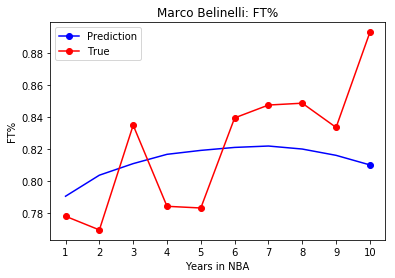 Marco Belinelli: FT%
Prediction
True
0.88
0.86
0.84
0.82
0.80
0.78
FT%
1 2 3 4 5 6 7 8 9 10
Years in NBA